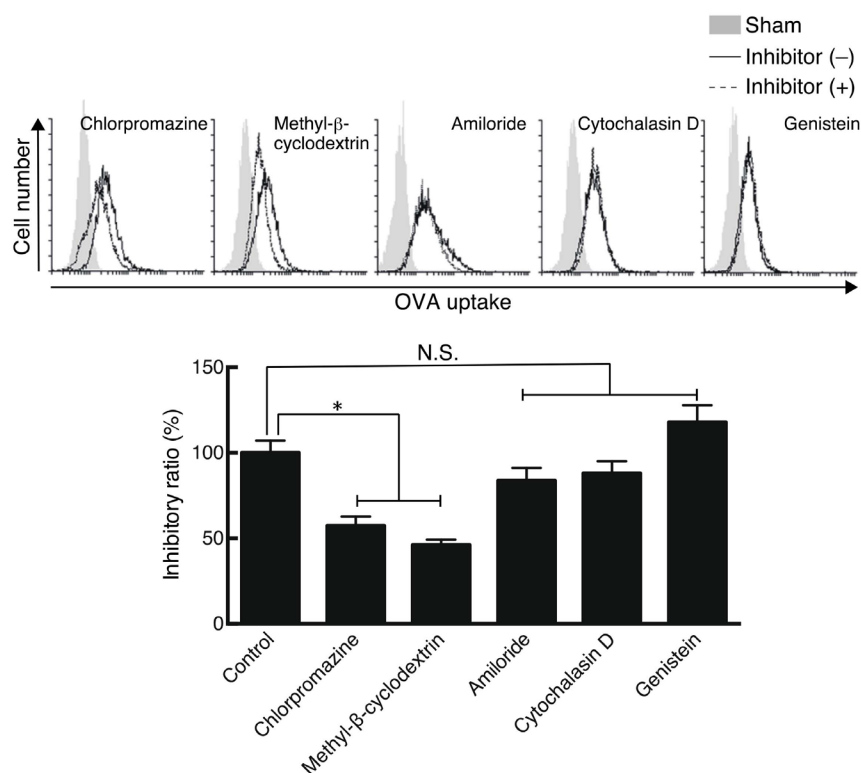 Sham
Inhibitor (–)
Inhibitor (+)
Chlorpromazine
Methyl-β-
cyclodextrin
Amiloride
Cytochalasin D
Genistein
Cell number
OVA uptake
N.S.
*
150
100
50
0
Inhibitory ratio (%)
Control
Chlorpromazine
Methyl-β-cyclodextrin
Amiloride
Cytochalasin D
Genistein